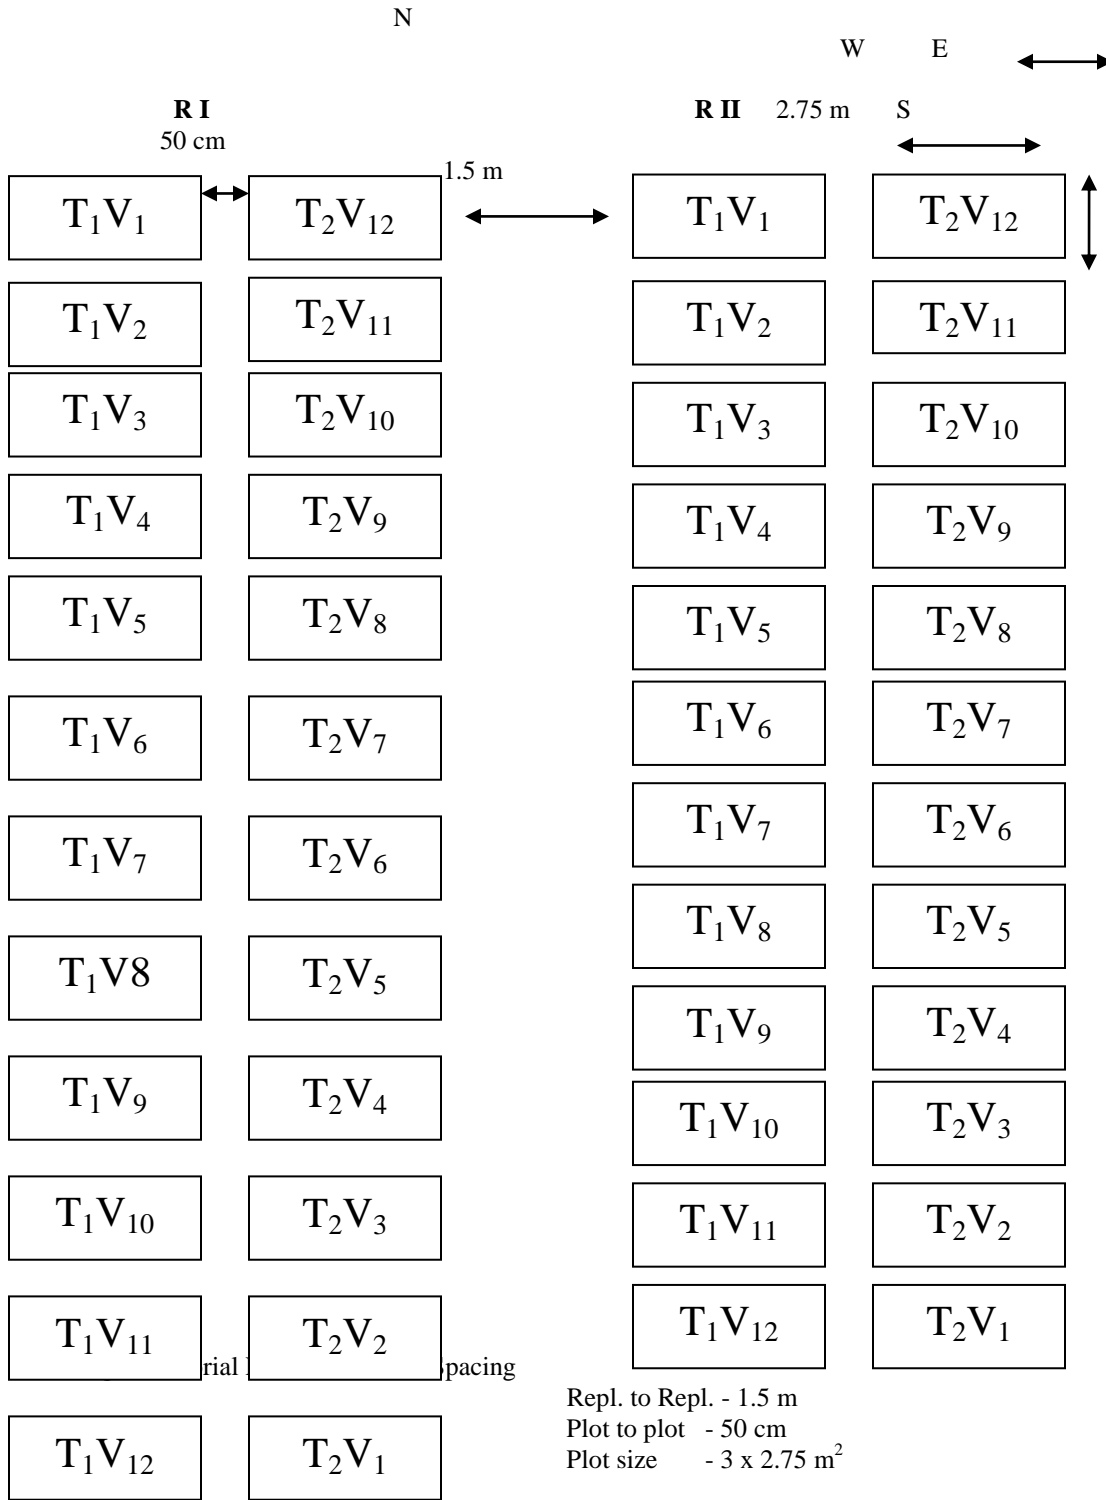 N
W E
R I
R II 2.75 m S
50 cm
1.5 m
T₁V₁ T₂V₁₂ T₁V₁ T₂V₁₂
T₁V₂ T₂V₁₁ T₁V₂ T₂V₁₁
T₁V₃ T₂V₁₀ T₁V₃ T₂V₁₀
T₁V₄ T₂V₉ T₁V₄ T₂V₉
T₁V₅ T₂V₈ T₁V₅ T₂V₈
T₁V₆ T₂V₇ T₁V₆ T₂V₇
T₁V₇ T₂V₆ T₁V₇ T₂V₆
T₁V8 T₂V₅ T₁V₈ T₂V₅
T₁V₉ T₂V₄ T₁V₉ T₂V₄
T₁V₁₀ T₂V₃ T₁V₁₀ T₂V₃
T₁V₁₁ T₂V₂ T₁V₁₁ T₂V₂
T₁V₁₂ T₂V₁
rial pacing
Repl. to Repl. - 1.5 m
Plot to plot - 50 cm
Plot size - 3 x 2.75 m²
T₁V₁₂ T₂V₁